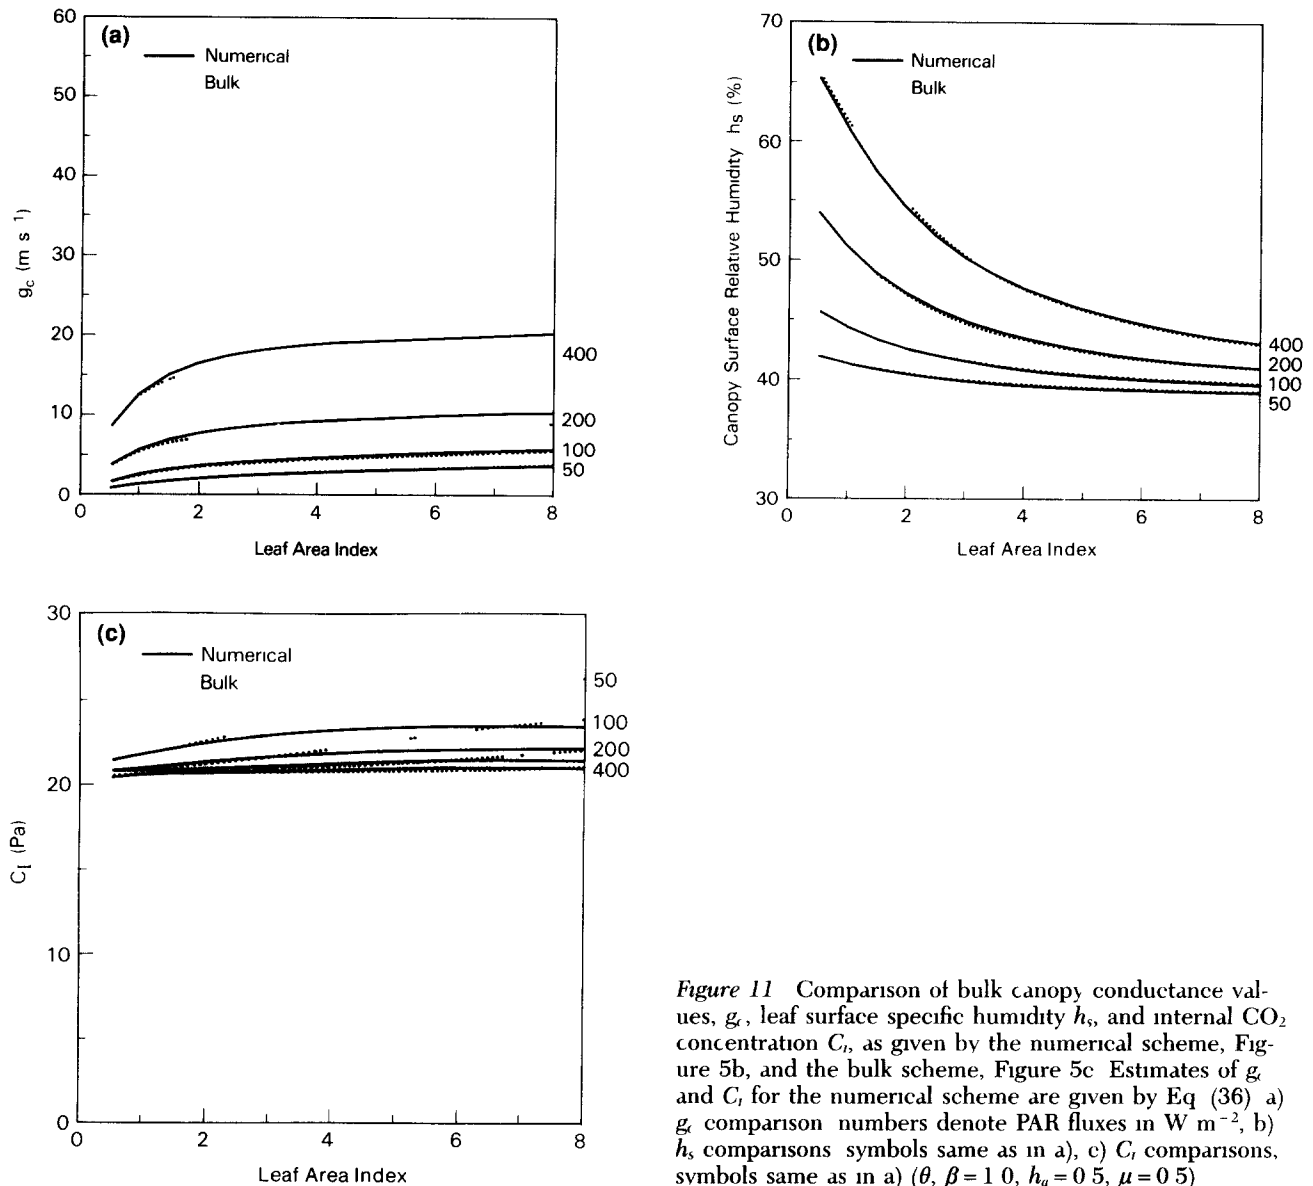 (a)
Numerical
Bulk
60
50
40
30
20
10
0
g_c (m s ¹)
400
200
100
50
0 2 4 6 8
Leaf Area Index
(b)
Numerical
Bulk
70
60
50
40
30
Canopy Surface Relative Humidity h_s (%)
400
200
100
50
0 2 4 6 8
Leaf Area Index
(c)
Numerical
Bulk
30
20
10
0
C_I (Pa)
50
100
200
400
0 2 4 6 8
Leaf Area Index
Figure 11 Comparison of bulk canopy conductance val-
ues, g_c, leaf surface specific humidity h_s, and internal CO₂
concentration C_i, as given by the numerical scheme, Fig-
ure 5b, and the bulk scheme, Figure 5c Estimates of g_c
and C_i for the numerical scheme are given by Eq (36) a)
g_c comparison numbers denote PAR fluxes in W m⁻², b)
h_s comparisons symbols same as in a), c) C_i comparisons,
symbols same as in a) (θ, β = 1 0, h_a = 0 5, μ = 0 5)